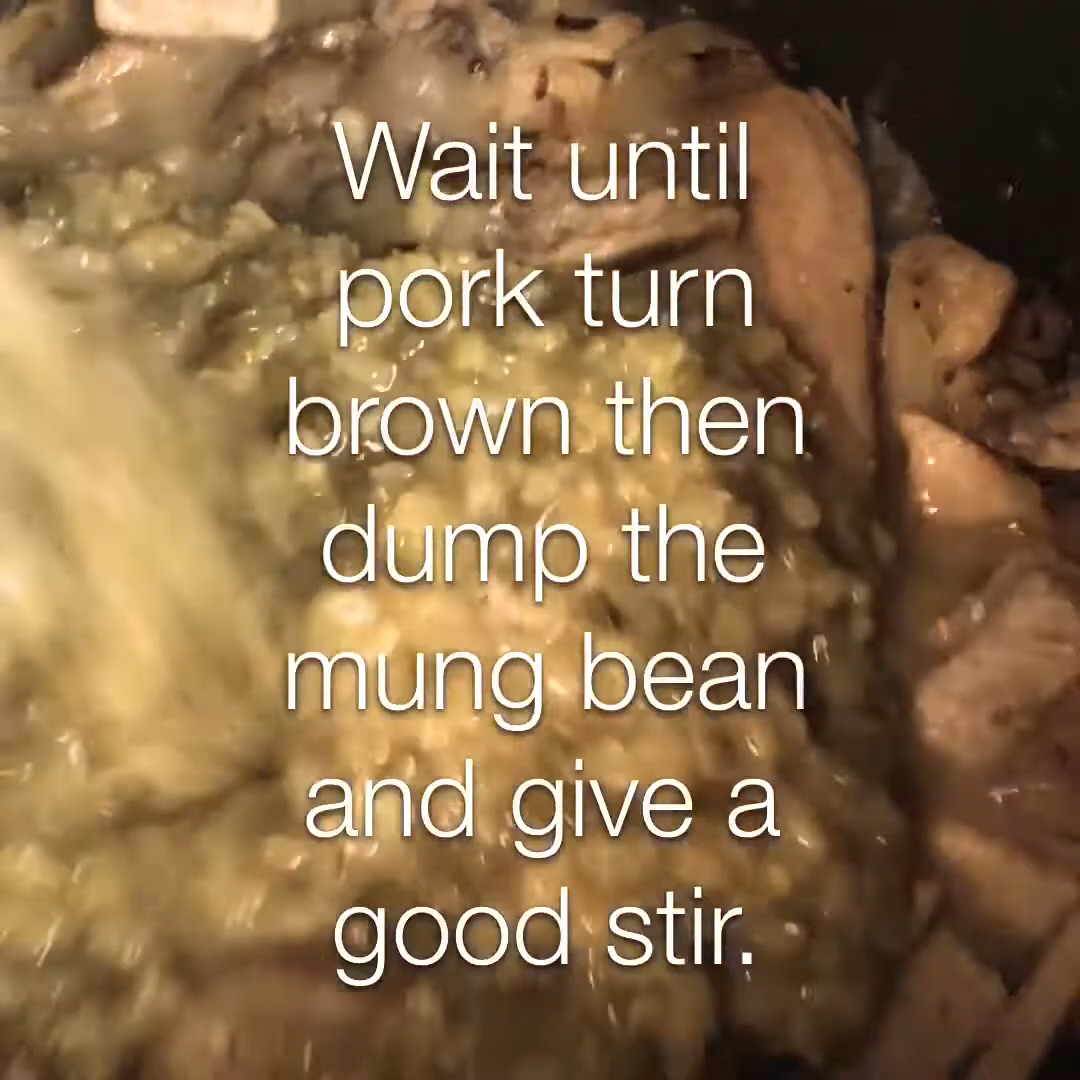 Wait until
pork turn
brown then
dump the
mung bean
and give a
good stir.